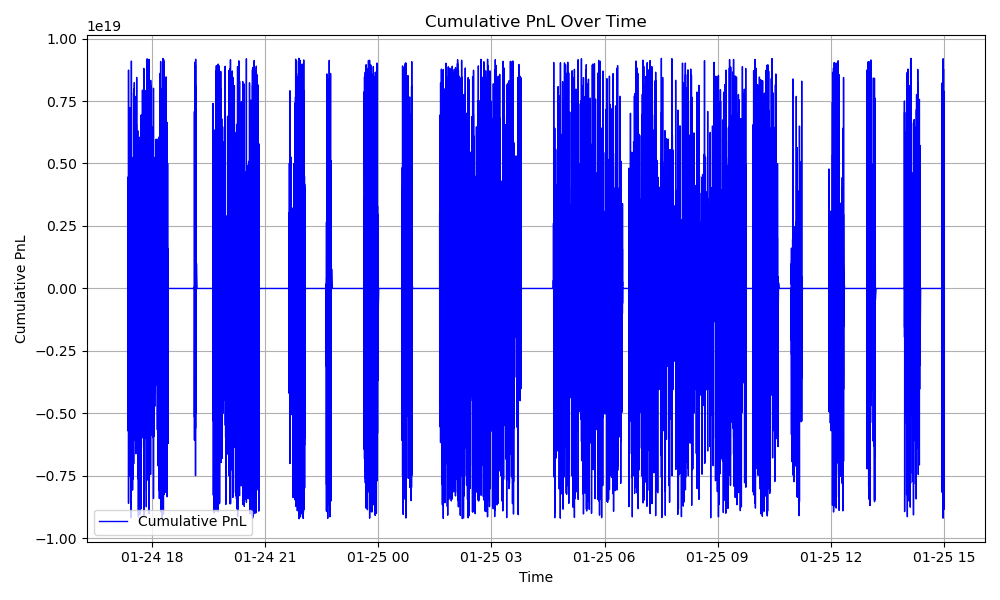 Cumulative PnL Over Time
1e19
1.00
0.75
0.50
0.25
0.00
−0.25
−0.50
−0.75
−1.00
Cumulative PnL
Cumulative PnL
01-24 18 01-24 21 01-25 00 01-25 03 01-25 06 01-25 09 01-25 12 01-25 15
Time